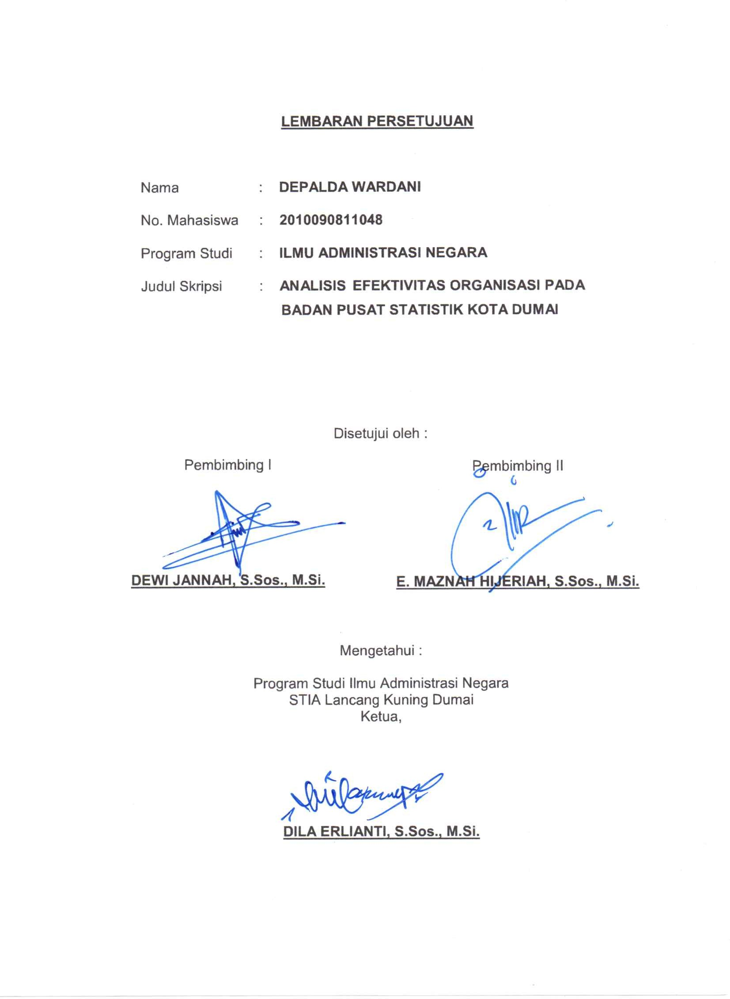 LEMBARAN PERSETUJUAN
Nama : DEPALDA WARDANI
No. Mahasiswa : 2010090811048
Program Studi : ILMU ADMINISTRASI NEGARA
Judul Skripsi : ANALISIS EFEKTIVITAS ORGANISASI PADA
BADAN PUSAT STATISTIK KOTA DUMAI
Disetujui oleh :
Pembimbing I Pembimbing II
DEWI JANNAH, S.Sos., M.Si. E. MAZNAH HIJERIAH, S.Sos., M.Si.
Mengetahui :
Program Studi Ilmu Administrasi Negara
STIA Lancang Kuning Dumai
Ketua,
DILA ERLIANTI, S.Sos., M.Si.